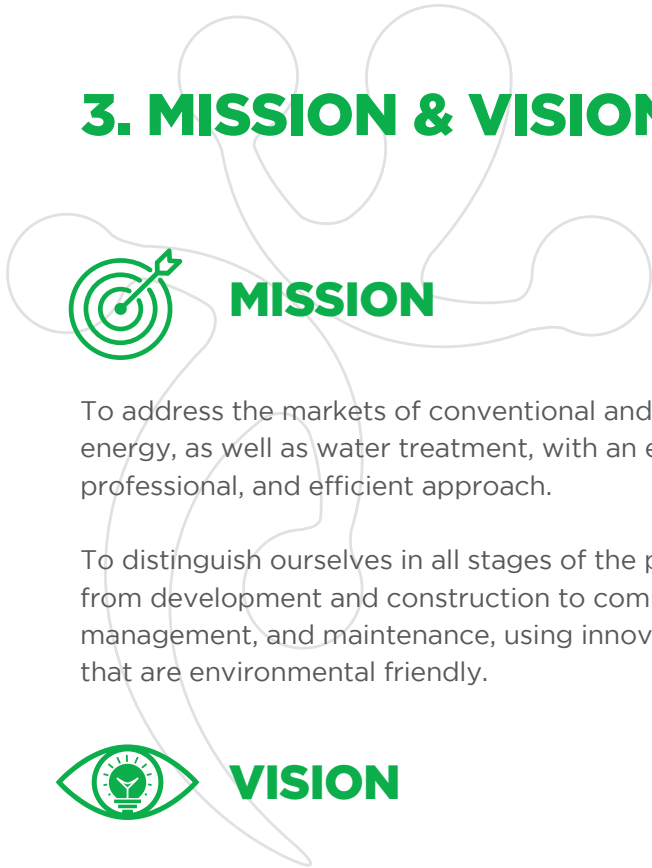 3. MISSION & VISION
MISSION
To address the markets of conventional and
energy, as well as water treatment, with an
professional, and efficient approach.
To distinguish ourselves in all stages of the
from development and construction to
management, and maintenance, using
that are environmental friendly.
VISION